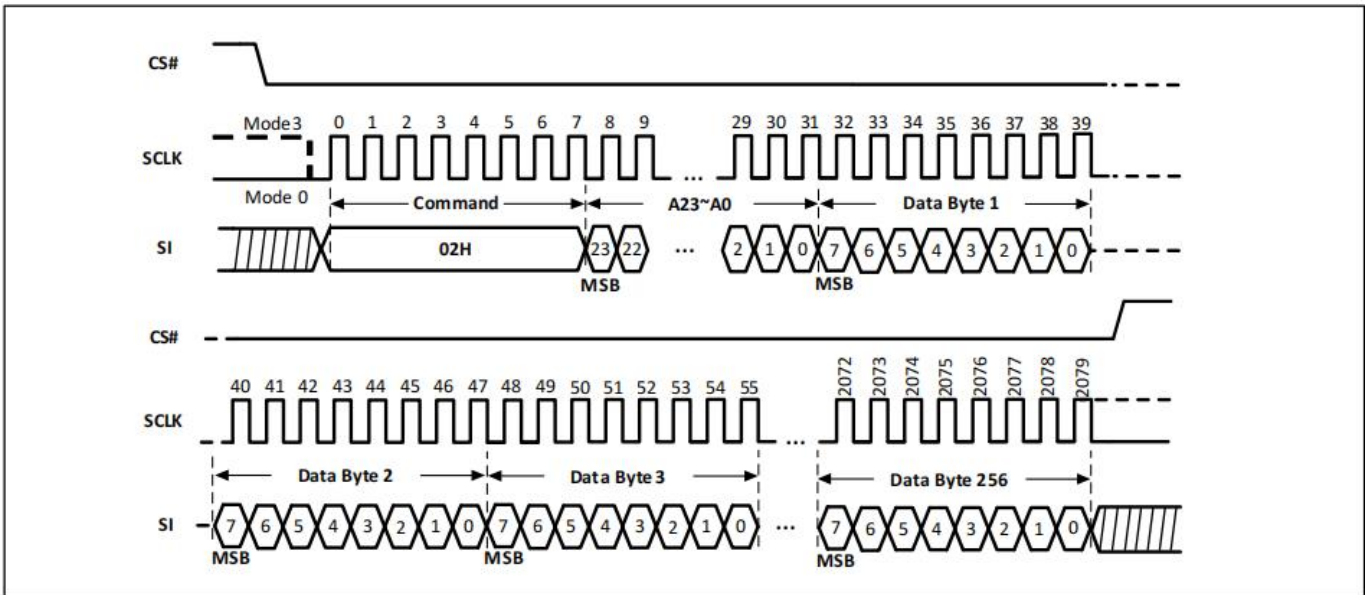 CS#
Mode3 0 1 2 3 4 5 6 7 8 9 29 30 31 32 33 34 35 36 37 38 39
SCLK ...
Mode 0 Command A23~A0 Data Byte 1
SI 02H 23 22 ... 2 1 0 7 6 5 4 3 2 1 0
MSB MSB
CS#
40 41 42 43 44 45 46 47 48 49 50 51 52 53 54 55 2072 2073 2074 2075 2076 2077 2078 2079
SCLK ...
Data Byte 2 Data Byte 3 Data Byte 256
SI 7 6 5 4 3 2 1 0 7 6 5 4 3 2 1 0 ... 7 6 5 4 3 2 1 0
MSB MSB MSB